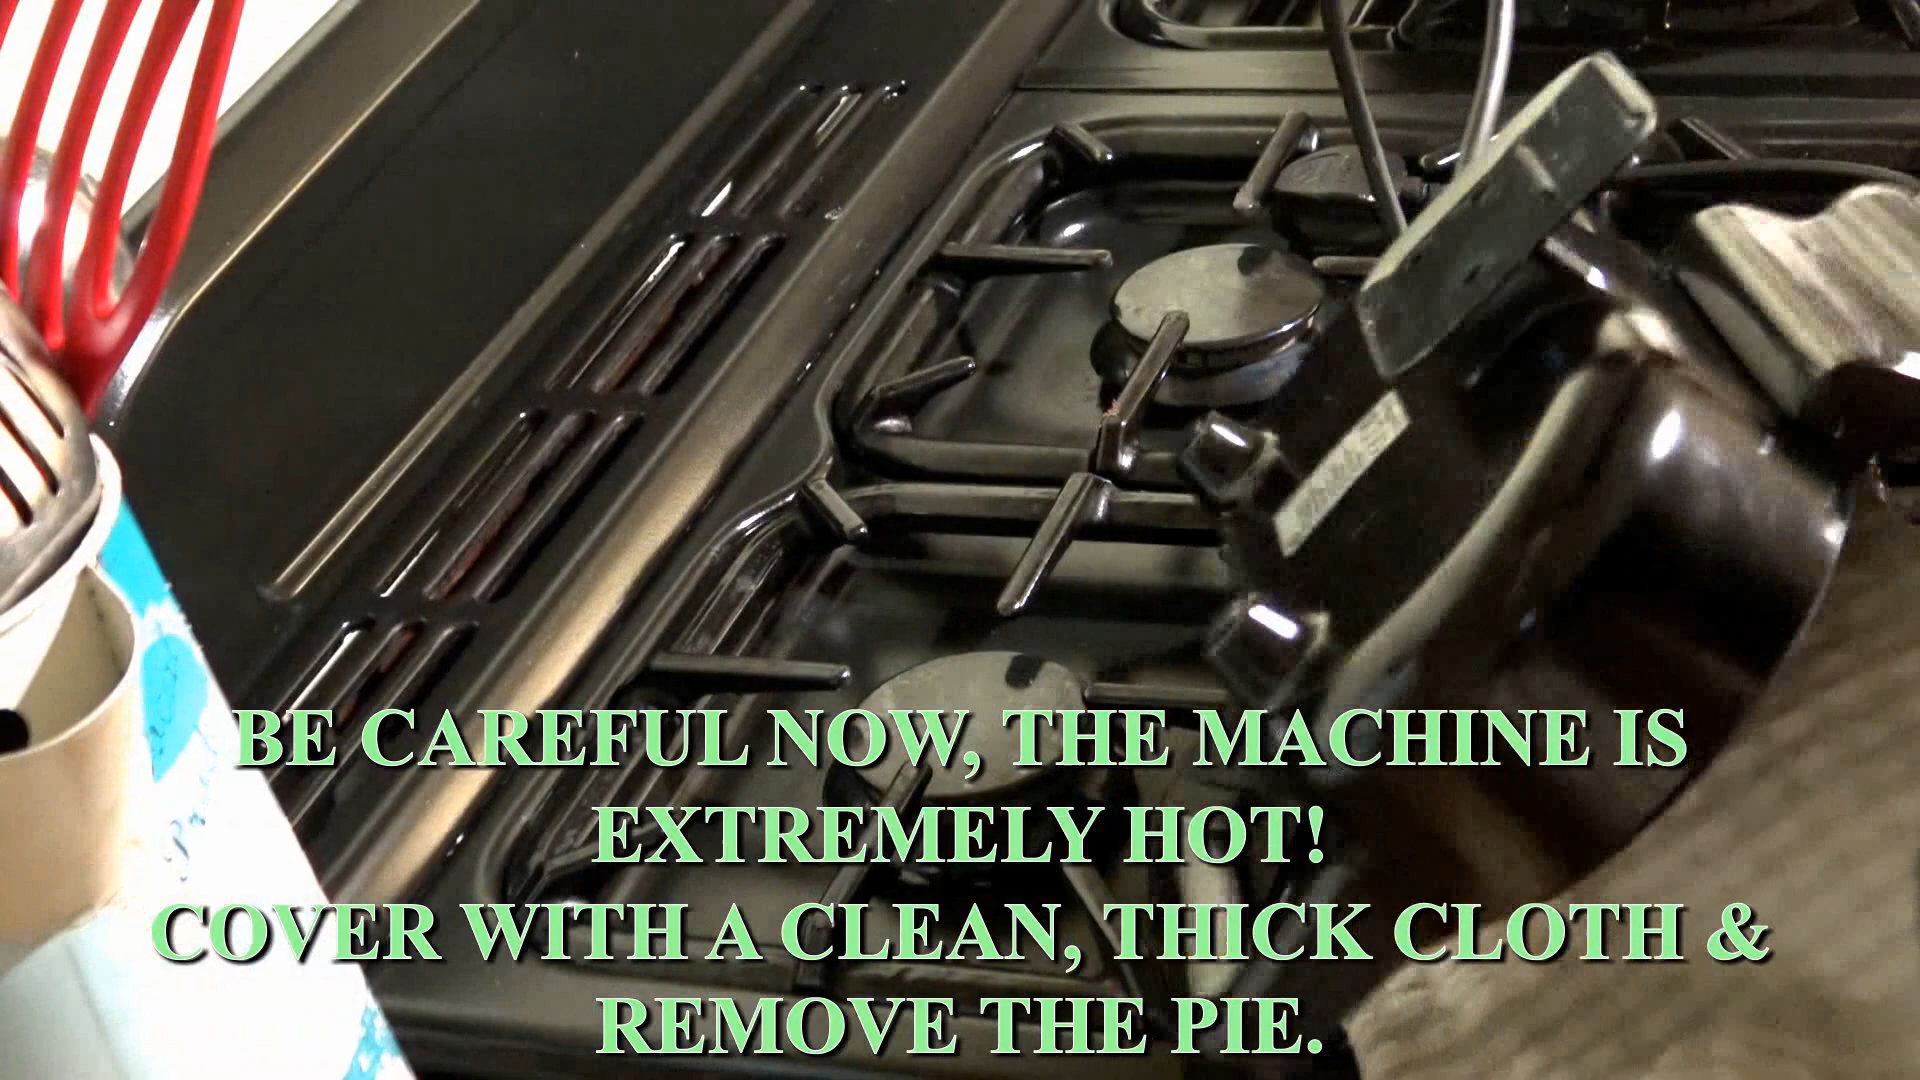 BE CAREFUL NOW, THE MACHINE IS
EXTREMELY HOT!
COVER WITH A CLEAN, THICK CLOTH &
REMOVE THE PIE.